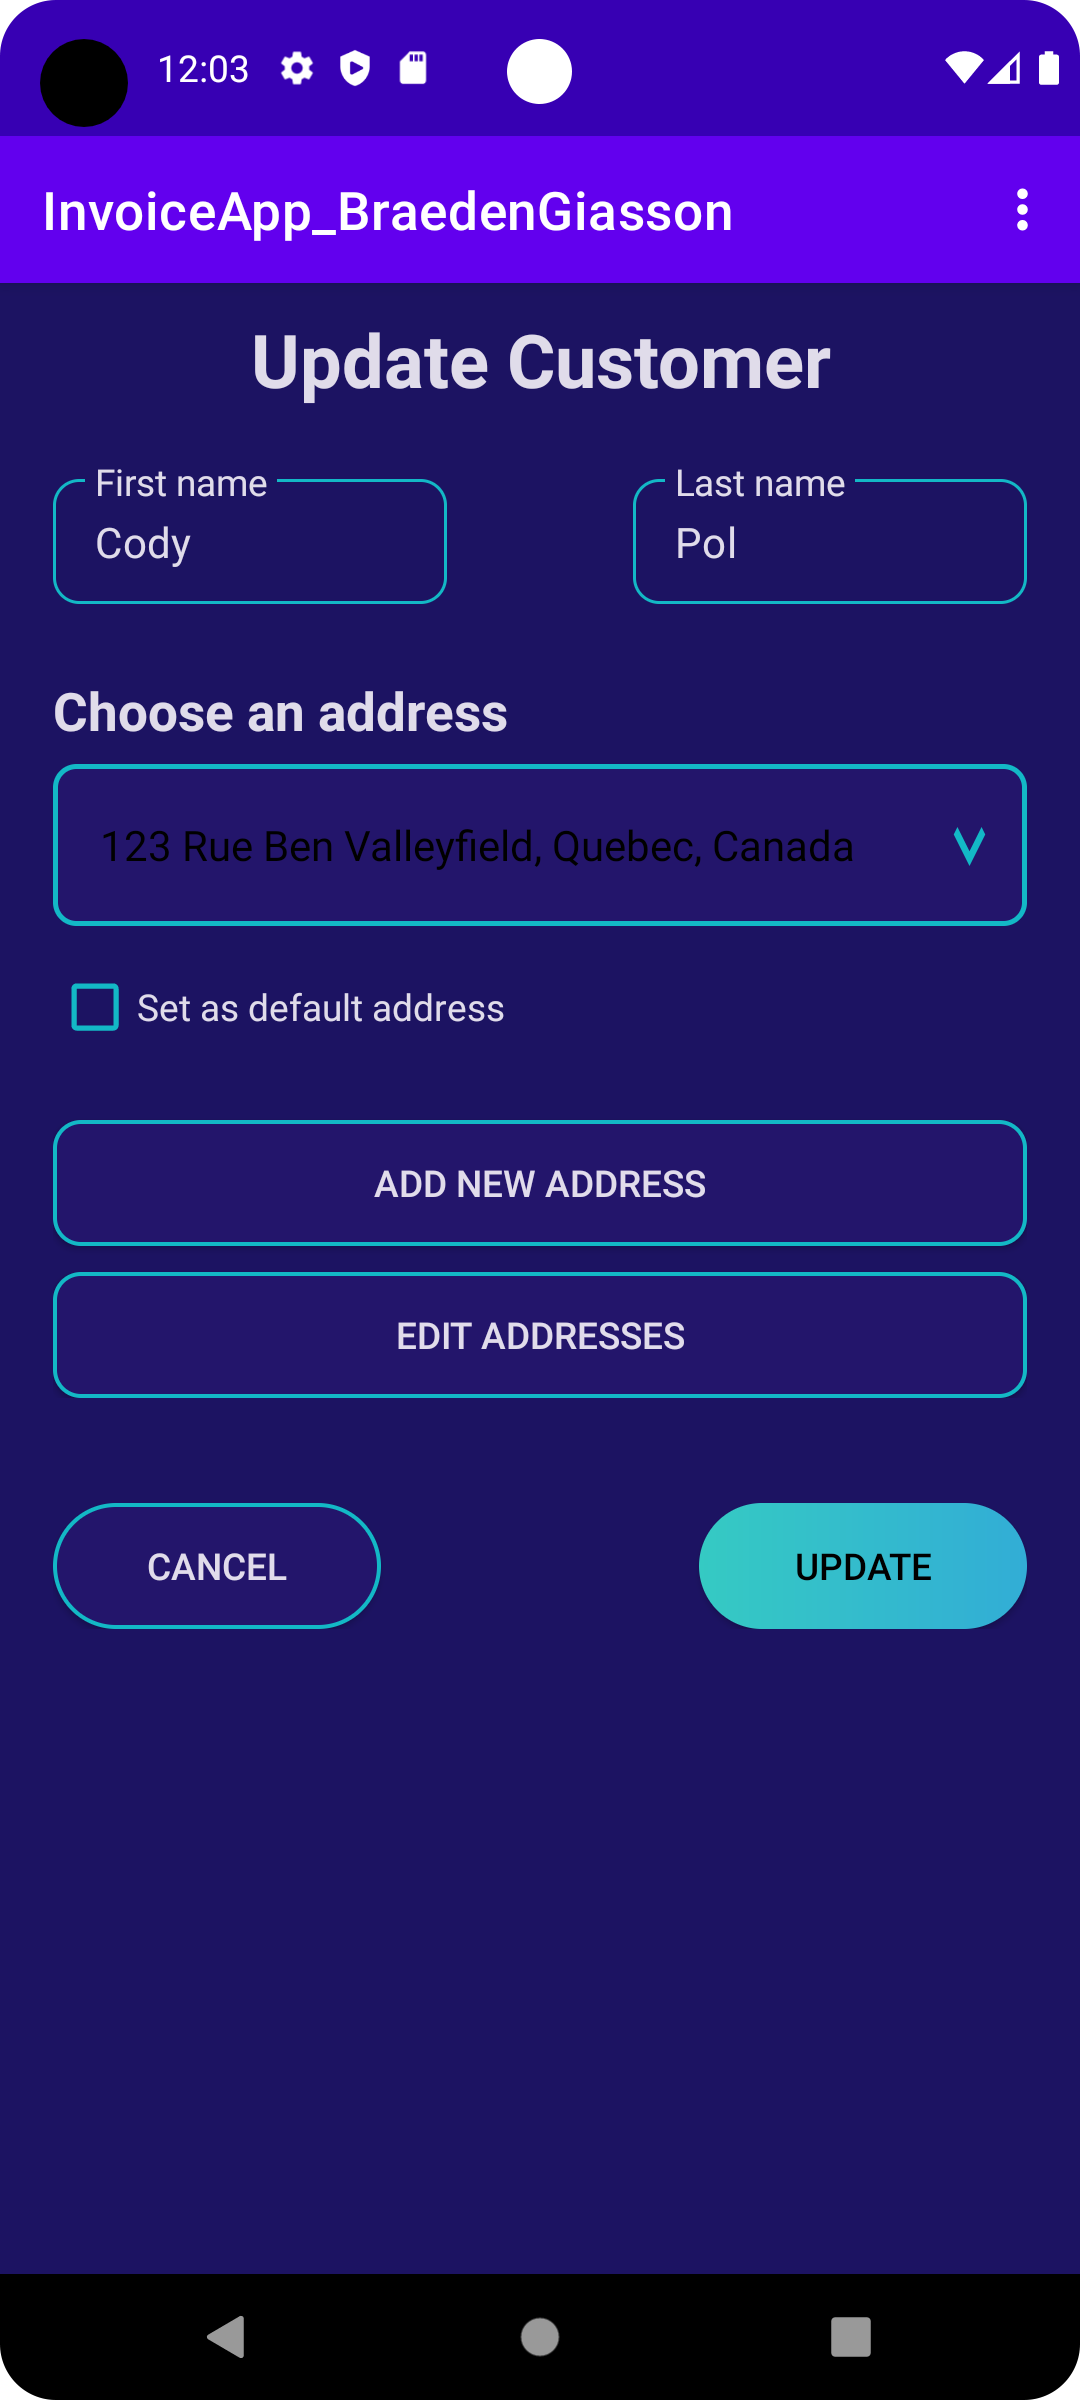 12:03
InvoiceApp_BraedenGiasson
Update Customer
First name
Last name
Cody
Pol
Choose an address
123 Rue Ben Valleyfield, Quebec, Canada
Set as default address
ADD NEW ADDRESS
EDIT ADDRESSES
CANCEL
UPDATE